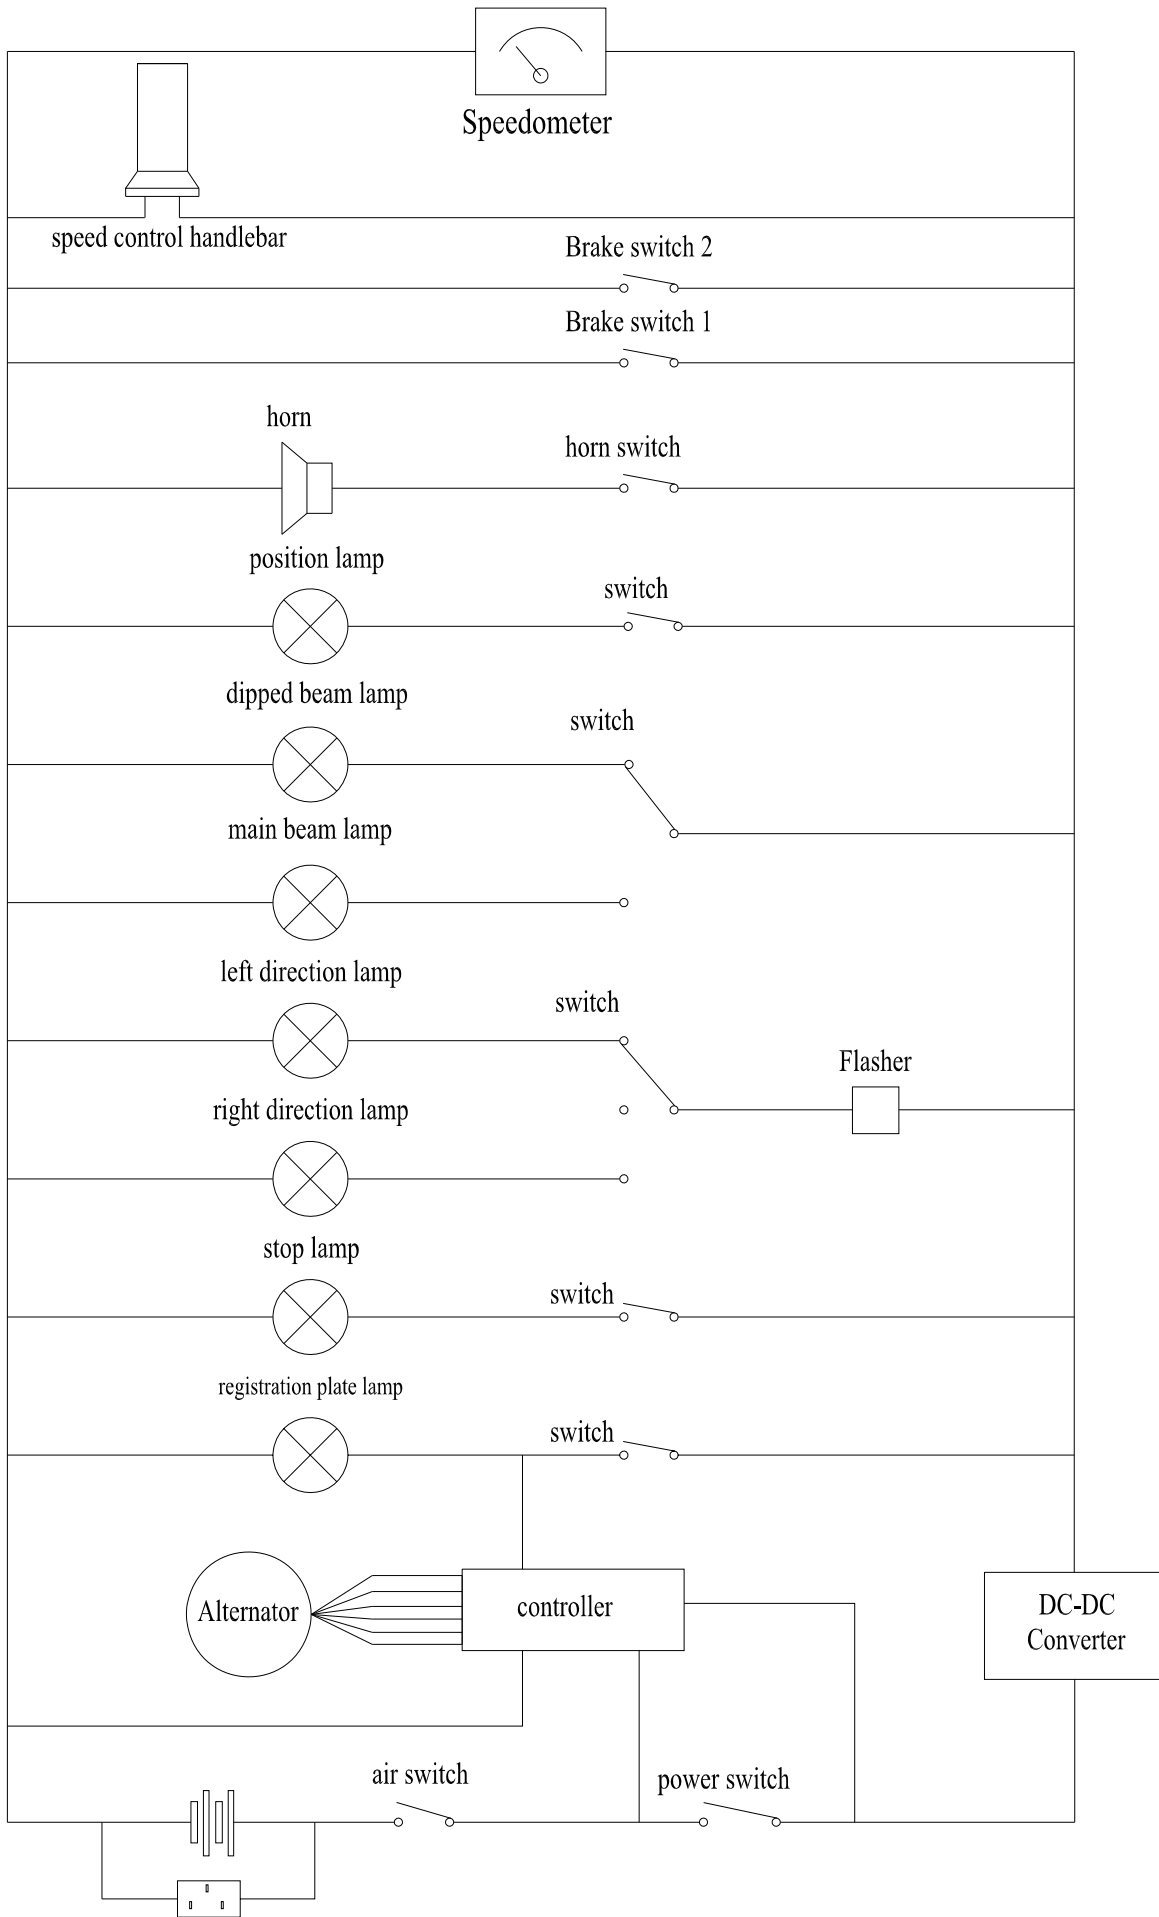 Speedometer
speed control handlebar
Brake switch 2
Brake switch 1
horn
horn switch
position lamp
switch
dipped beam lamp
switch
main beam lamp
left direction lamp
switch
Flasher
right direction lamp
stop lamp
switch
registration plate lamp
switch
Alternator
controller
DC-DC
Converter
air switch
power switch